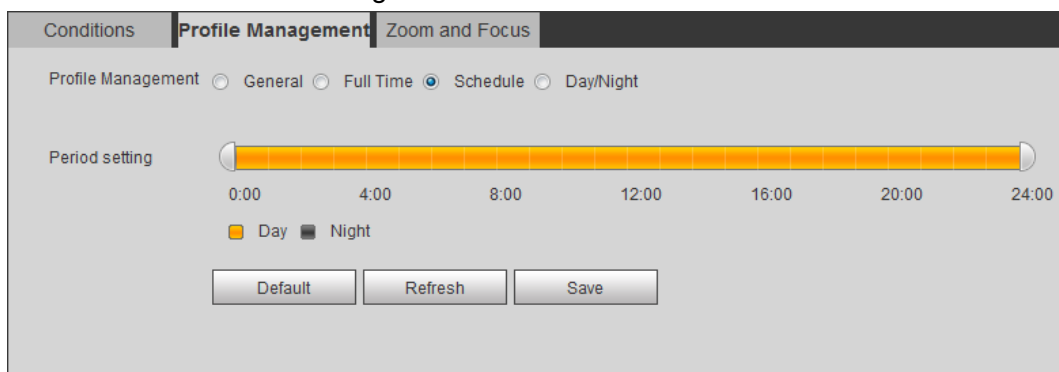 Conditions Profile Management Zoom and Focus
Profile Management General Full Time Schedule Day/Night
Period setting
0:00 4:00 8:00 12:00 16:00 20:00 24:00
Day Night
Default Refresh Save